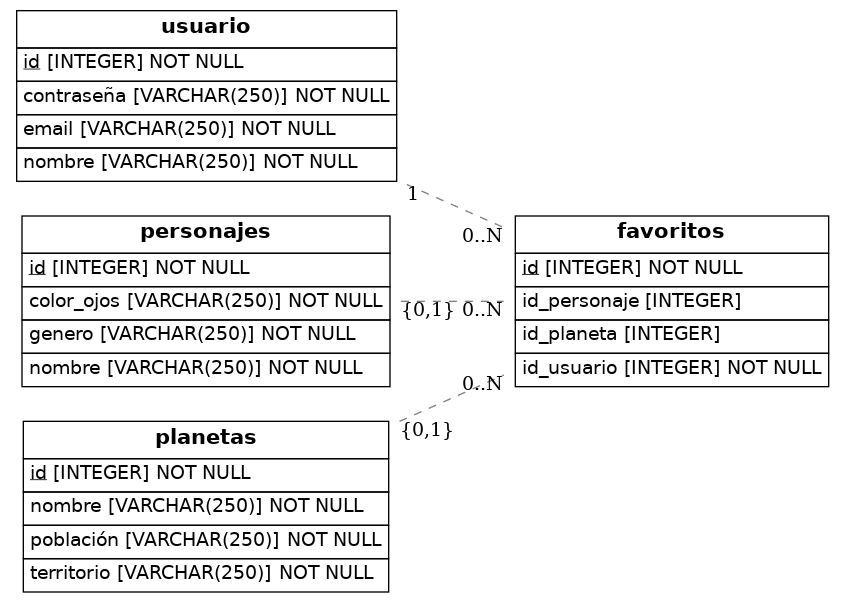 usuario
id [INTEGER] NOT NULL
contraseña [VARCHAR(250)] NOT NULL
email [VARCHAR(250)] NOT NULL
nombre [VARCHAR(250)] NOT NULL
1
0..N
personajes
id [INTEGER] NOT NULL
color_ojos [VARCHAR(250)] NOT NULL
genero [VARCHAR(250)] NOT NULL
nombre [VARCHAR(250)] NOT NULL
{0,1} 0..N
favoritos
id [INTEGER] NOT NULL
id_personaje [INTEGER]
id_planeta [INTEGER]
id_usuario [INTEGER] NOT NULL
0..N
{0,1}
planetas
id [INTEGER] NOT NULL
nombre [VARCHAR(250)] NOT NULL
población [VARCHAR(250)] NOT NULL
territorio [VARCHAR(250)] NOT NULL